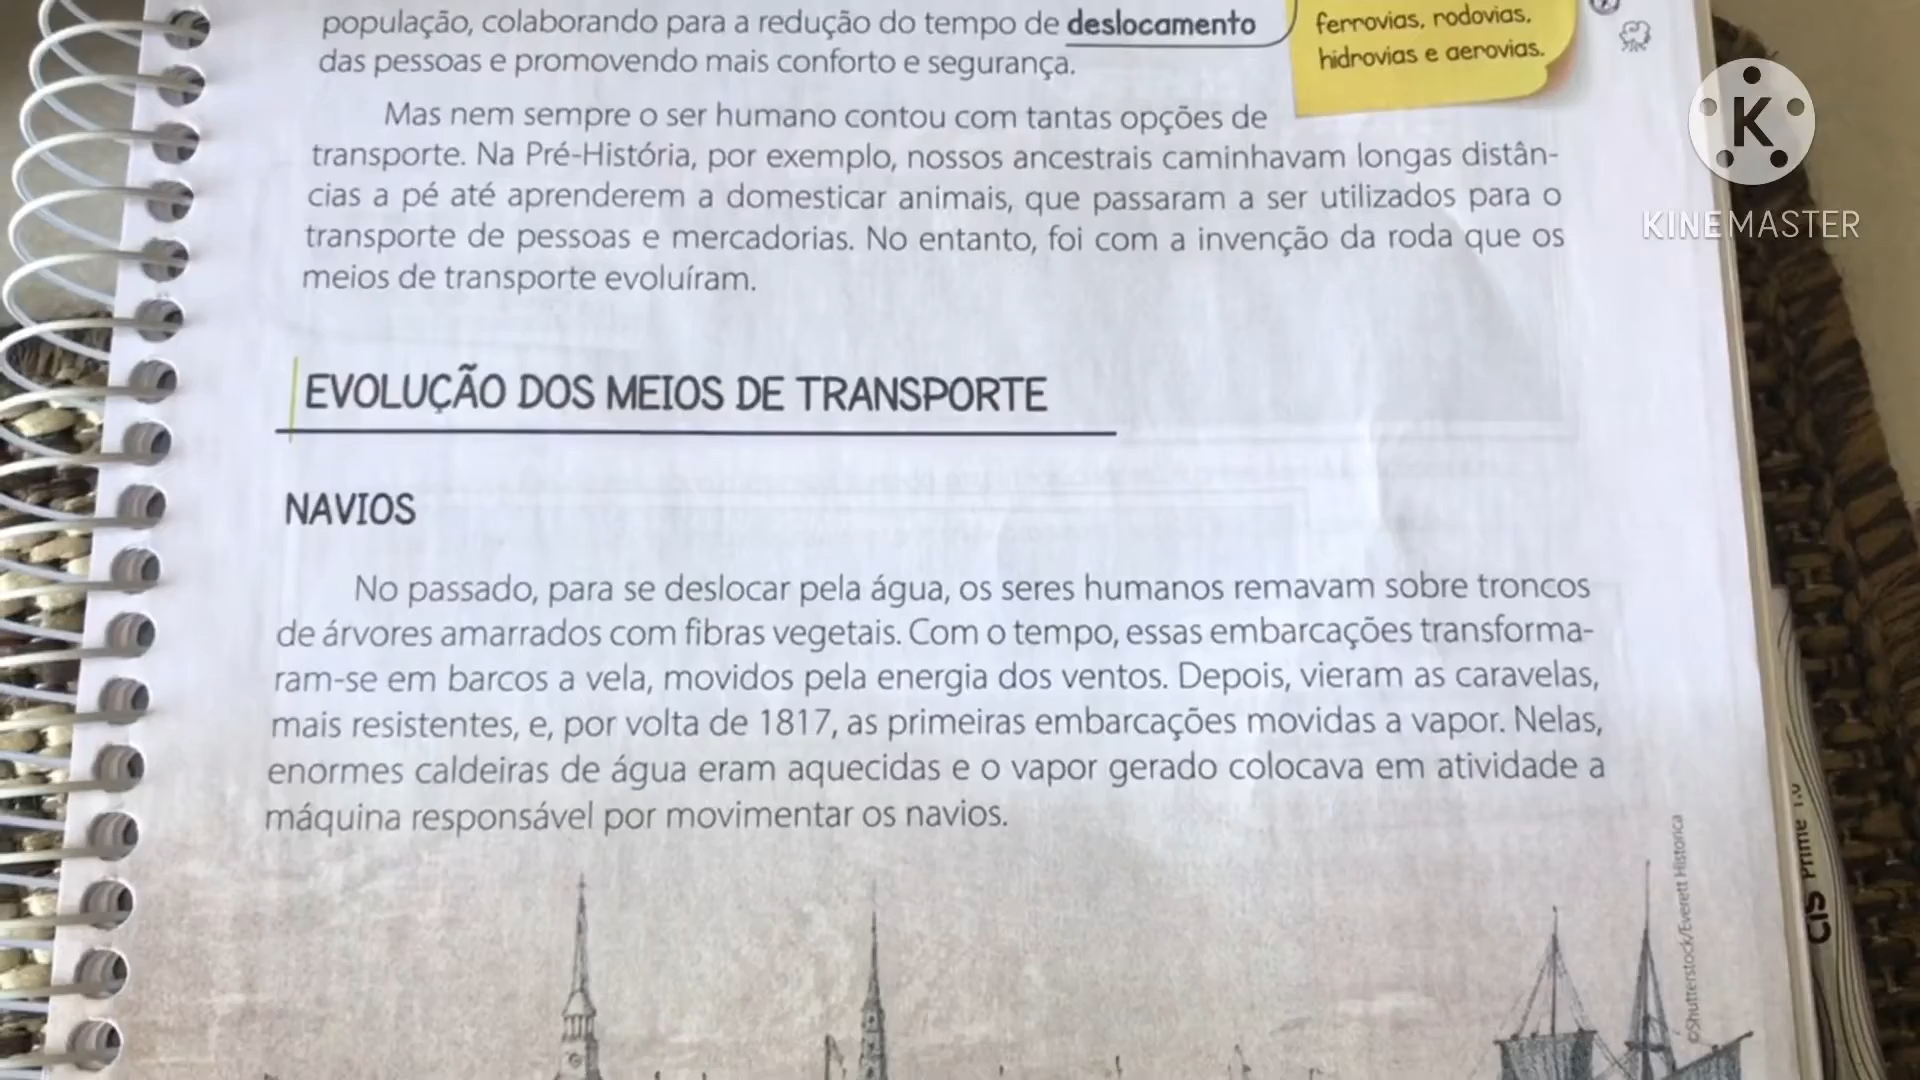 população, colaborando para a redução do tempo de deslocamento
das pessoas e promovendo mais conforto e segurança.
ferrovias, rodovias,
hidrovias e aerovias.
Mas nem sempre o ser humano contou com tantas opções de
transporte. Na Pré-História, por exemplo, nossos ancestrais caminhavam longas distân-
cias a pé até aprenderem a domesticar animais, que passaram a ser utilizados para o
transporte de pessoas e mercadorias. No entanto, foi com a invenção da roda que os
meios de transporte evoluíram.
K
KINEMASTER
EVOLUÇÃO DOS MEIOS DE TRANSPORTE
NAVIOS
No passado, para se deslocar pela água, os seres humanos remavam sobre troncos
de árvores amarrados com fibras vegetais. Com o tempo, essas embarcações transforma-
ram-se em barcos a vela, movidos pela energia dos ventos. Depois, vieram as caravelas,
mais resistentes, e, por volta de 1817, as primeiras embarcações movidas a vapor. Nelas,
enormes caldeiras de água eram aquecidas e o vapor gerado colocava em atividade a
máquina responsável por movimentar os navios.
©Shutterstock/Everett Historica
CIS Prime 1.0